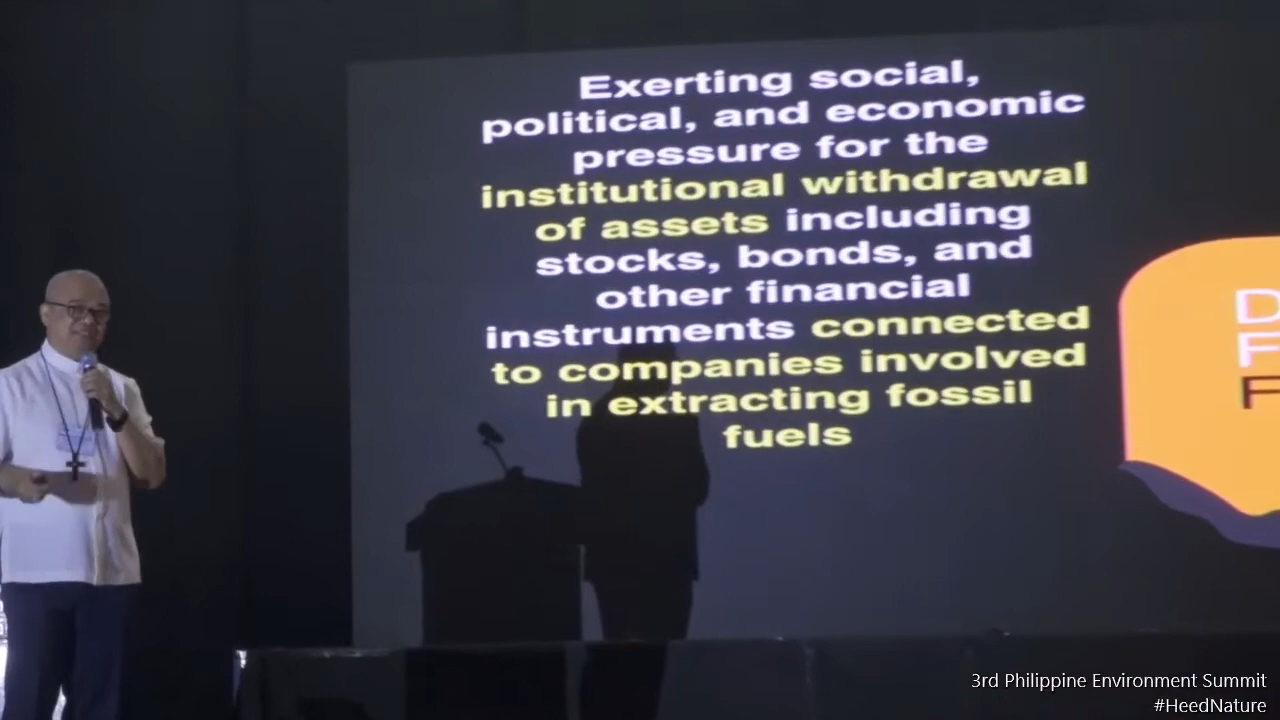 Exerting social,
political, and economic
pressure for the
institutional withdrawal
of assets including
stocks, bonds, and
other financial
instruments connected
to companies involved
in extracting fossil
fuels
D
F
F
3rd Philippine Environment Summit
#HeedNature